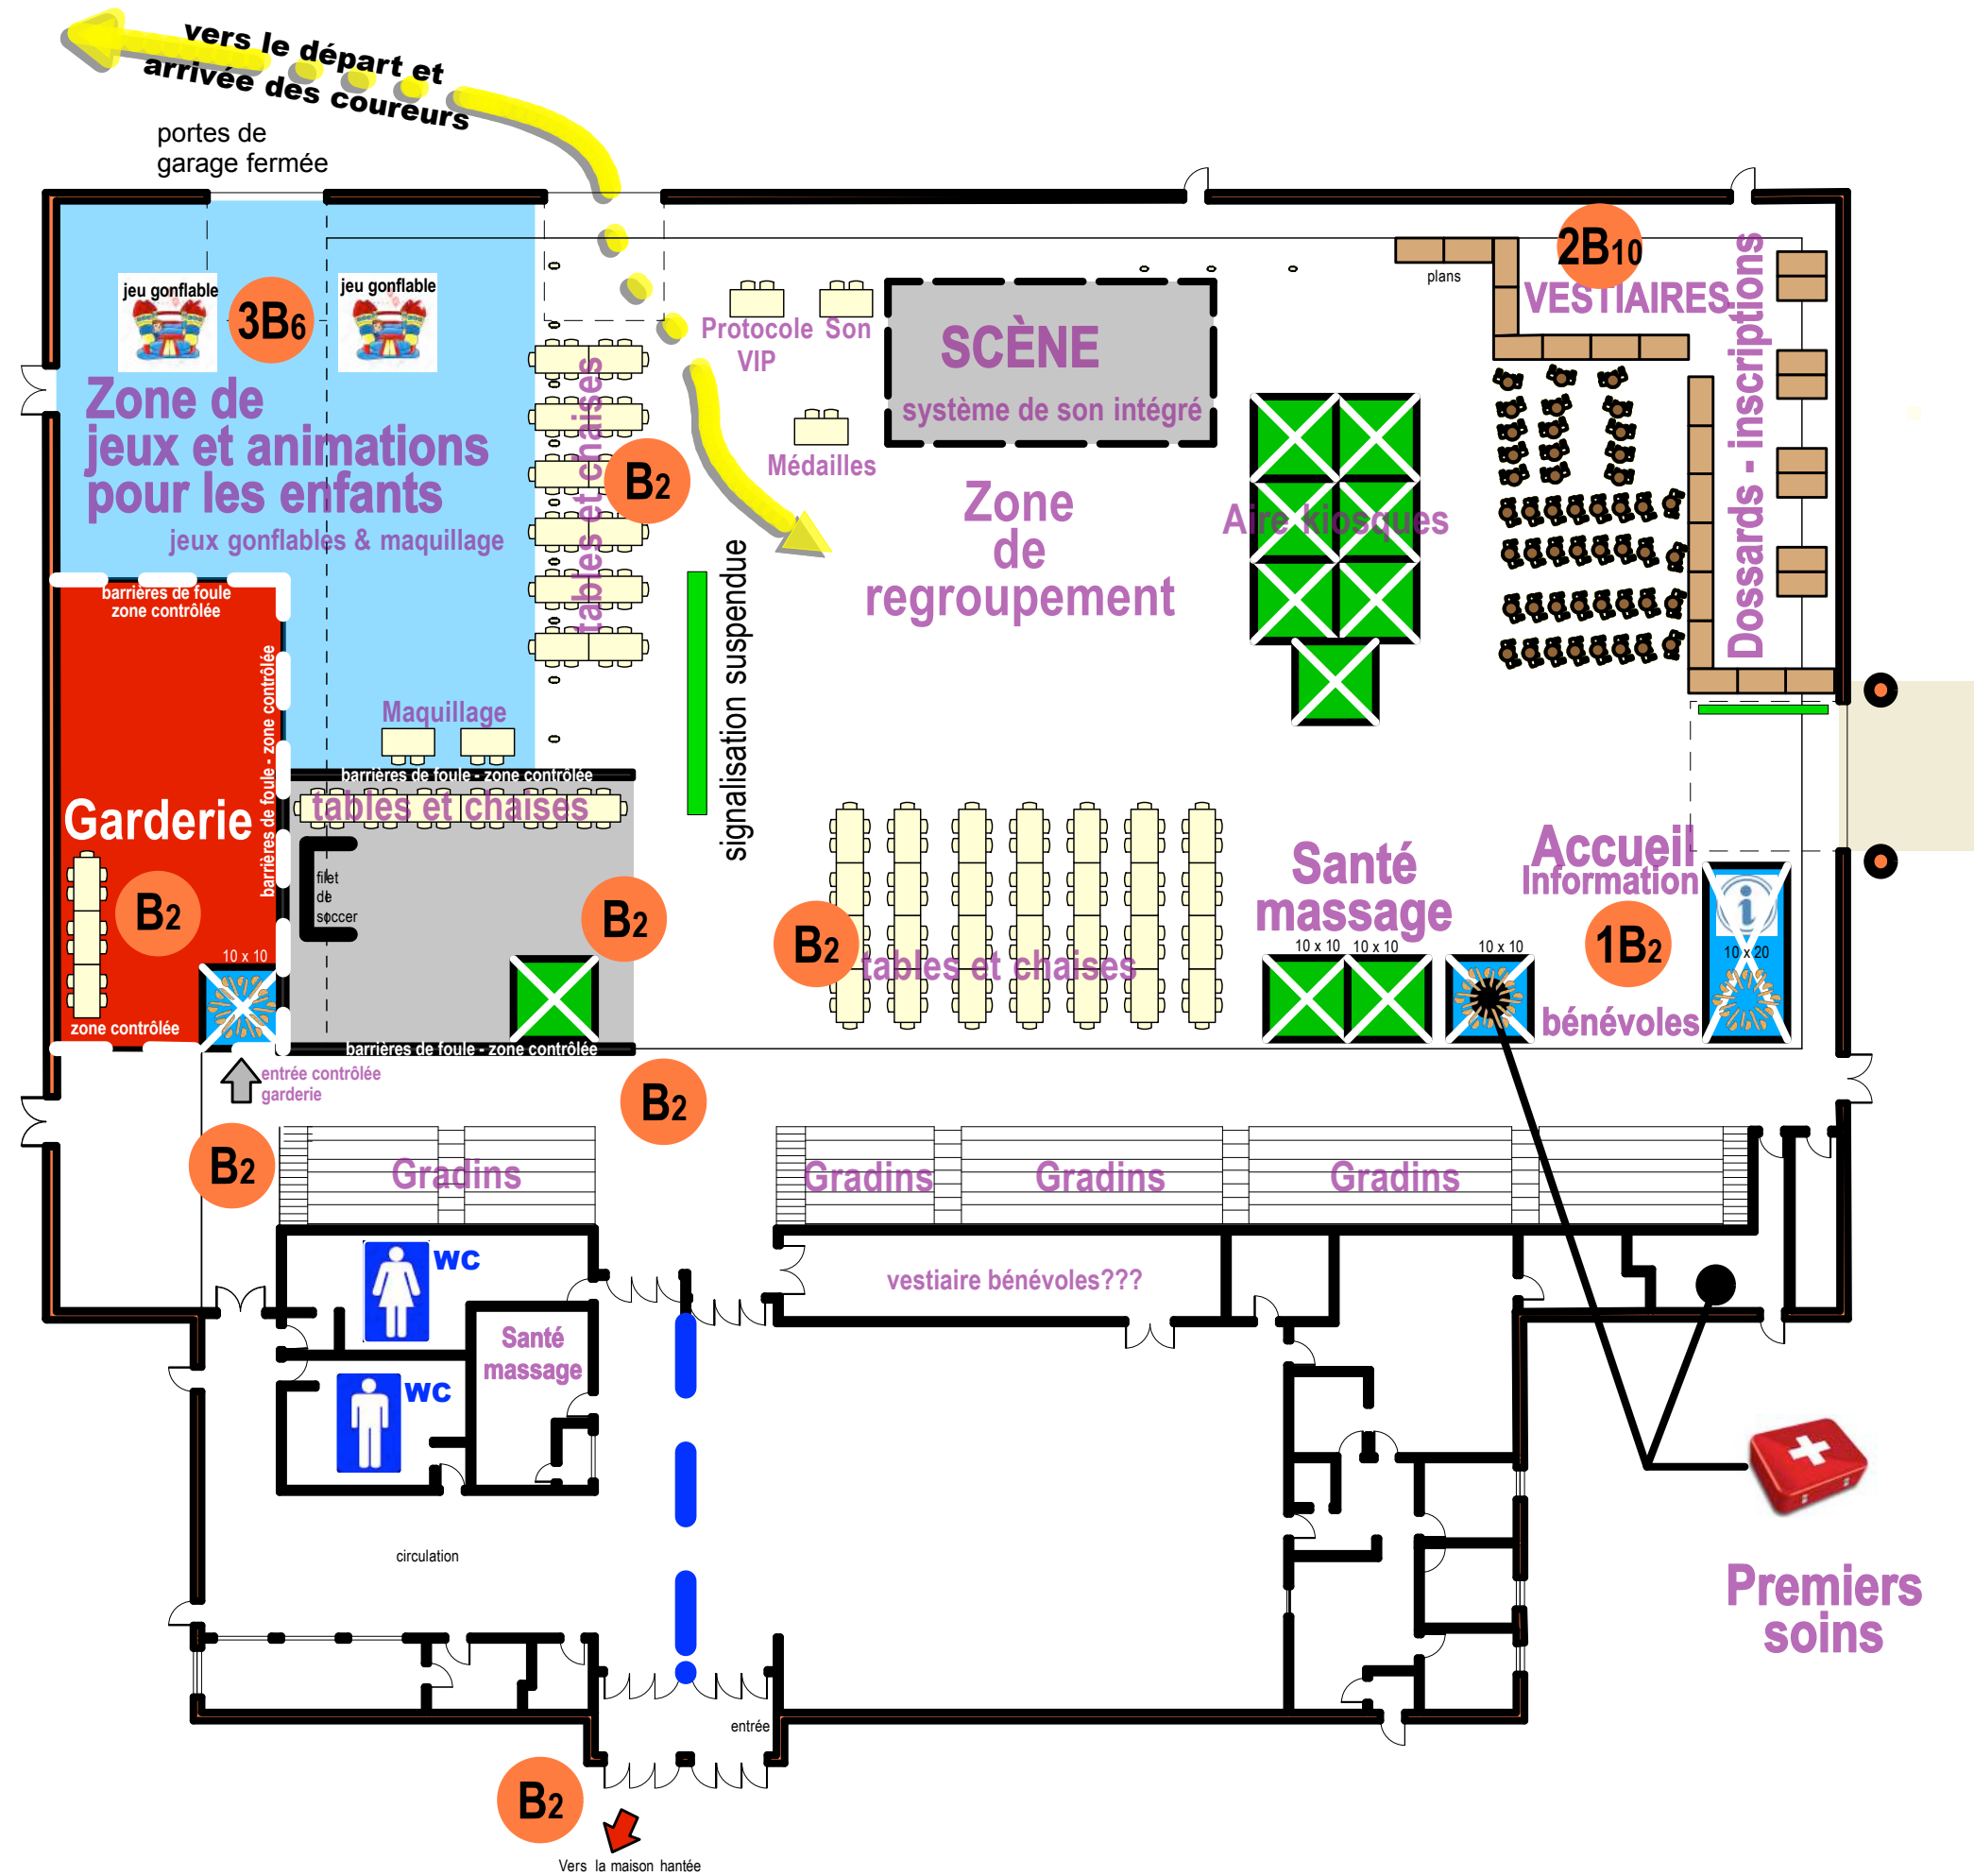 vers le départ et
arrivée des coureurs
portes de
garage fermée
jeu gonflable
3B6
jeu gonflable
Zone de
jeux et animations
pour les enfants
jeux gonflables & maquillage
tables et chaises
B2
Protocole
VIP
Son
Médailles
SCÈNE
système de son intégré
Zone
de
regroupement
Aire kiosques
plans
2B10
VESTIAIRES
Dossards - inscriptions
signalisation suspendue
barrières de foule
zone contrôlée
barrières de foule - zone contrôlée
Garderie
B2
10 x 10
zone contrôlée
entrée contrôlée
garderie
Maquillage
barrières de foule - zone contrôlée
tables et chaises
filet
de
soccer
B2
barrières de foule - zone contrôlée
B2
tables et chaises
Santé
massage
10 x 10
10 x 10
10 x 10
Accueil
Information
1B2
bénévoles
10 x 20
B2
B2
Gradins
Gradins
Gradins
Gradins
WC
WC
Santé
massage
vestiaire bénévoles???
circulation
entrée
Premiers
soins
B2
Vers la maison hantée